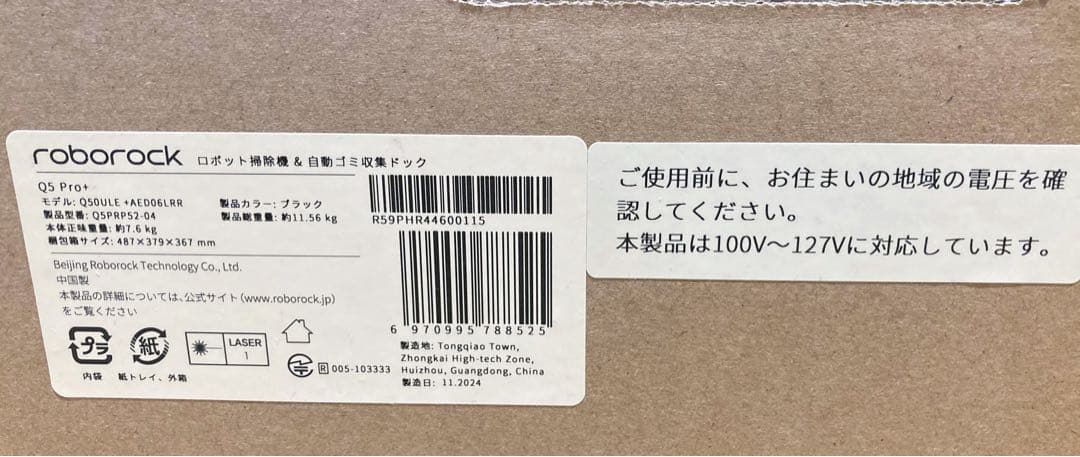 roborock ロボット掃除機 & 自動ゴミ収集ドック
Q5 Pro+
モデル: Q50ULE +AED06LRR 製品カラー: ブラック
製品型番: Q5PRP52-04 製品総重量: 約11.56 kg
本体正味重量: 約7.6 kg
梱包箱サイズ: 487×379×367 mm
R59PHR44600115
Beijing Roborock Technology Co., Ltd.
中国製
本製品の詳細については、公式サイト(www.roborock.jp)
をご覧ください
6 970995 788525
プラ
内袋
紙
紙トレイ、外箱
LASER
1
R 005-103333
製造地: Tongqiao Town,
Zhongkai High-tech Zone,
Huizhou, Guangdong, China
製造日: 11.2024
ご使用前に、お住まいの地域の電圧を確
認してください。
本製品は100V~127Vに対応しています。